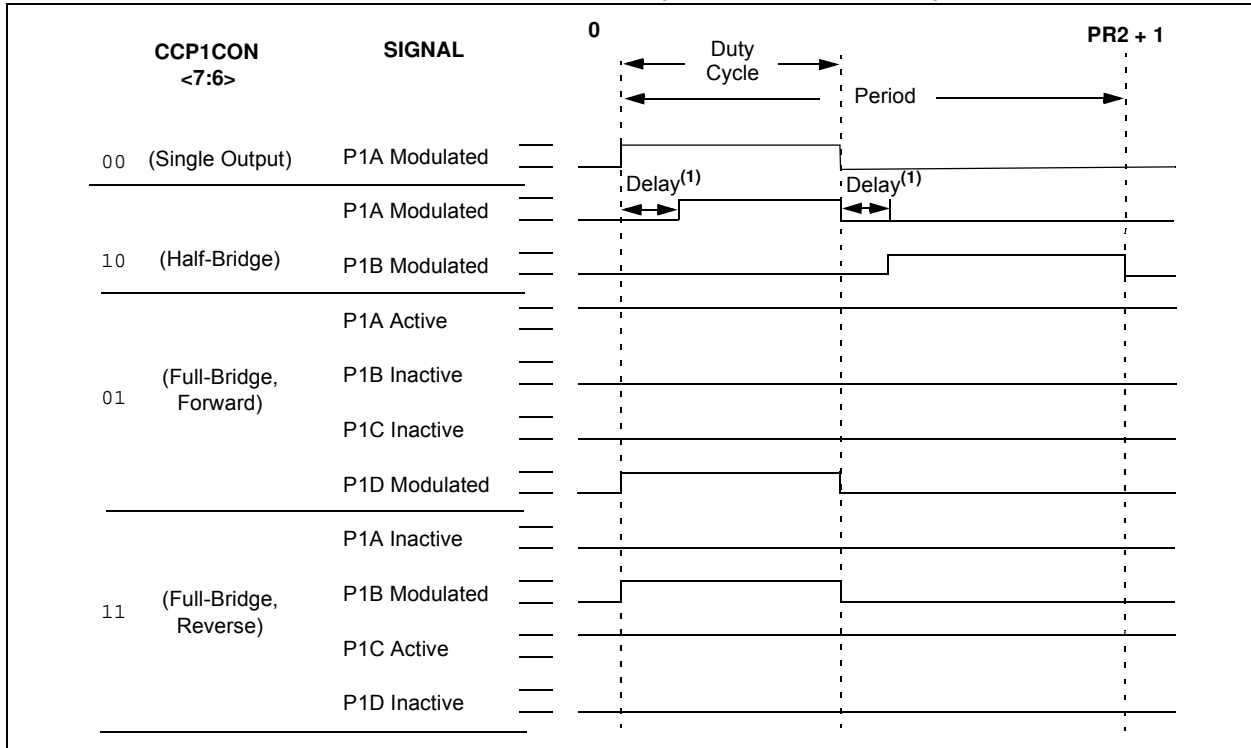 0
PR2 + 1
CCP1CON
<7:6>
SIGNAL
Duty
Cycle
Period
00 (Single Output) P1A Modulated
Delay(1) Delay(1)
P1A Modulated
10 (Half-Bridge) P1B Modulated
P1A Active
P1B Inactive
01 (Full-Bridge,
Forward)
P1C Inactive
P1D Modulated
P1A Inactive
P1B Modulated
11 (Full-Bridge,
Reverse)
P1C Active
P1D Inactive